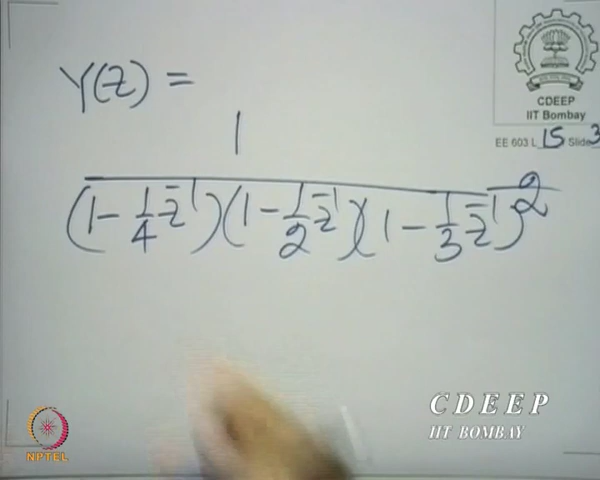 Y(z) =
1
(1 - 1/4 z^-1)(1 - 1/2 z^-1)(1 - 1/3 z^-1)^2
CDEEP
IIT Bombay
EE 603 L 15 Slide 3
CDEEP
IIT BOMBAY
NPTEL